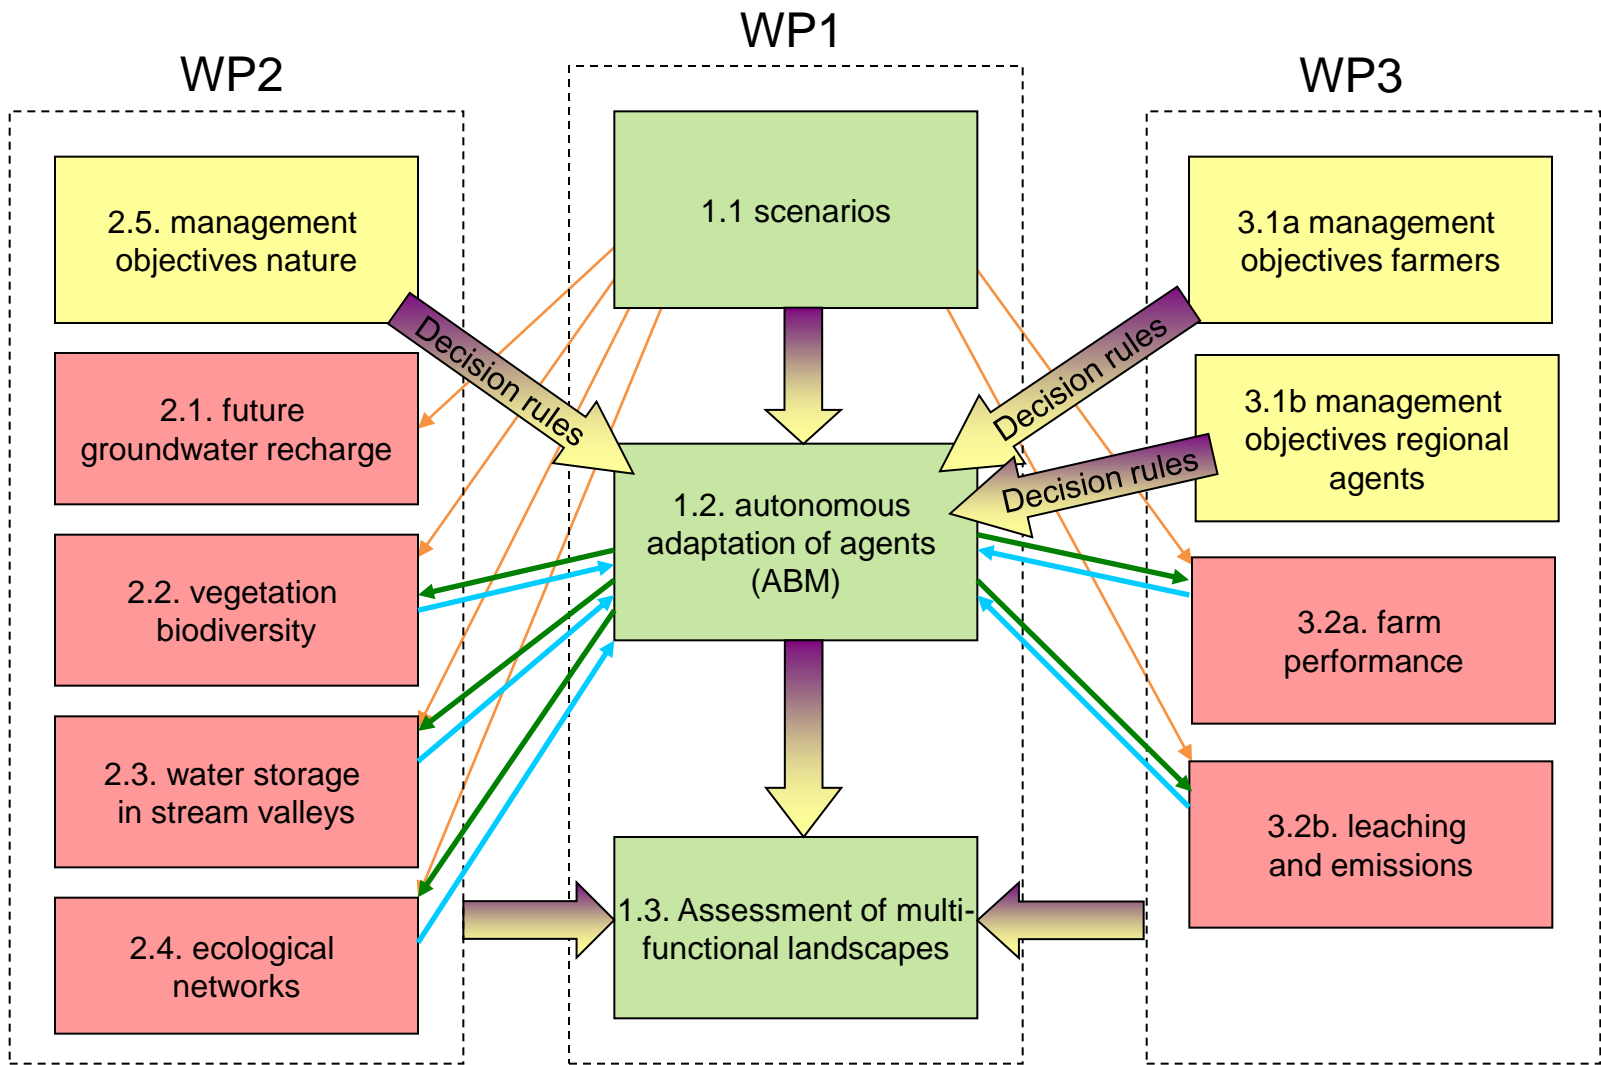 WP1
WP2
WP3
2.5. management
objectives nature
2.1. future
groundwater recharge
2.2. vegetation
biodiversity
2.3. water storage
in stream valleys
2.4. ecological
networks
Decision rules
1.1 scenarios
1.2. autonomous
adaptation of agents
(ABM)
1.3. Assessment of multi-
functional landscapes
Decision rules
Decision rules
3.1a management
objectives farmers
3.1b management
objectives regional
agents
3.2a. farm
performance
3.2b. leaching
and emissions